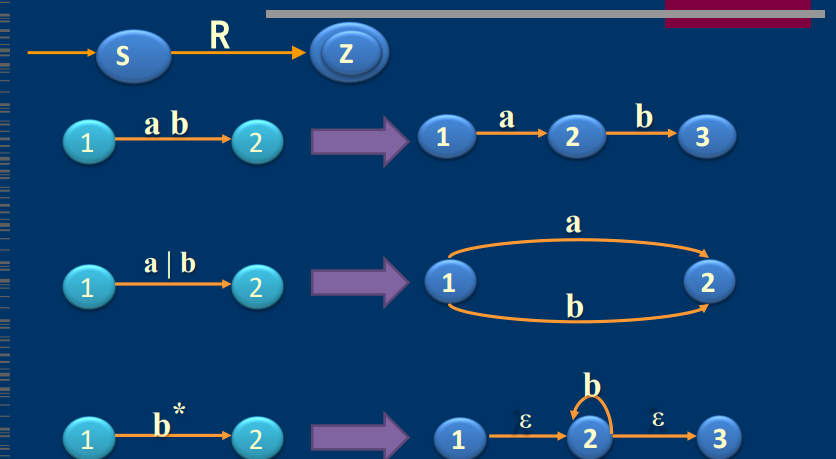 S R Z
1 a b 2 1 a 2 b 3
1 a | b 2 1 a 2
b
1 b* 2 1 ε 2 b ε 3